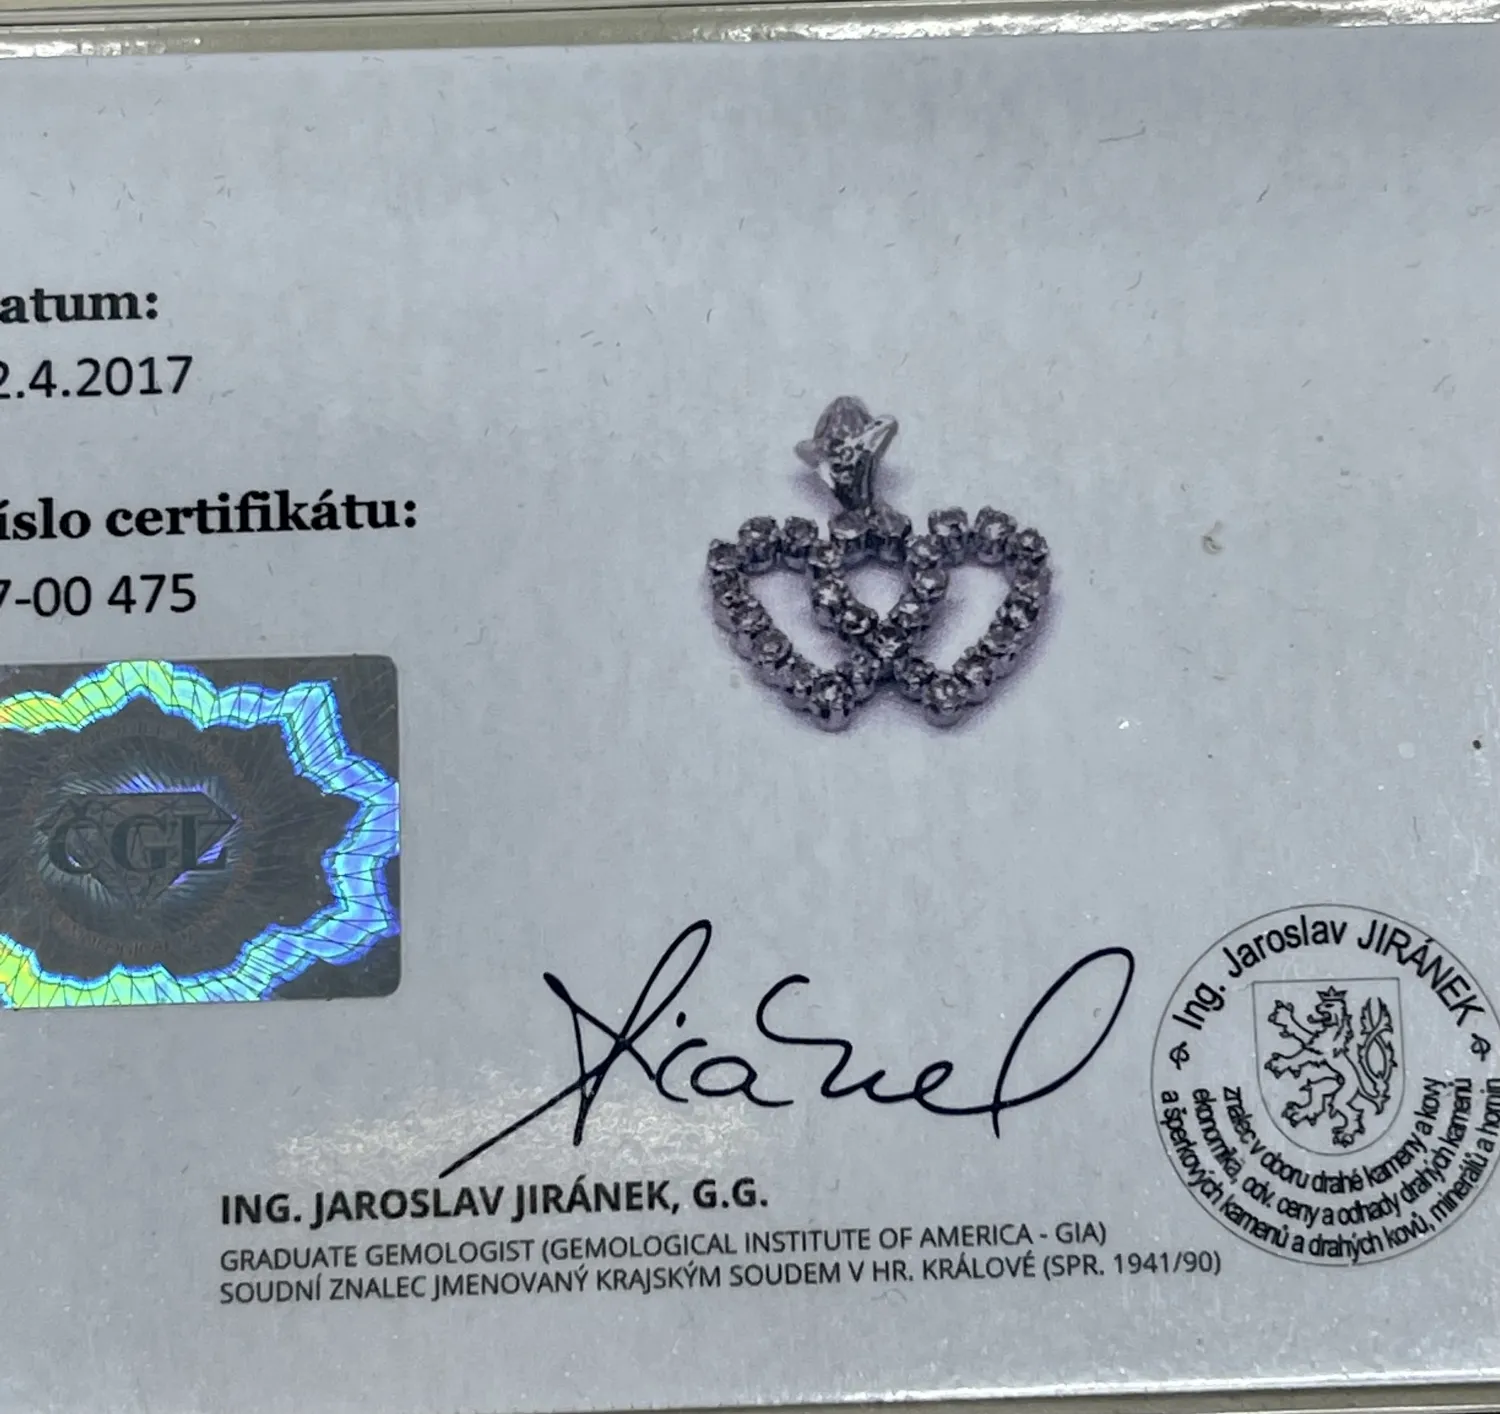 atum:
2.4.2017
íslo certifikátu:
7-00 475
ČGL
Jiránek
ING. JAROSLAV JIRÁNEK, G.G.
GRADUATE GEMOLOGIST (GEMOLOGICAL INSTITUTE OF AMERICA - GIA)
SOUDNÍ ZNALEC JMENOVANÝ KRAJSKÝM SOUDEM V HR. KRÁLOVÉ (SPR. 1941/90)
Ing. Jaroslav JIRÁNEK
znalec v oboru drahé kameny a kovy
ekonomika, odv. ceny a odhady drahých kamenů
a šperkových kamenů a drahých kovů, minerálů a hornin